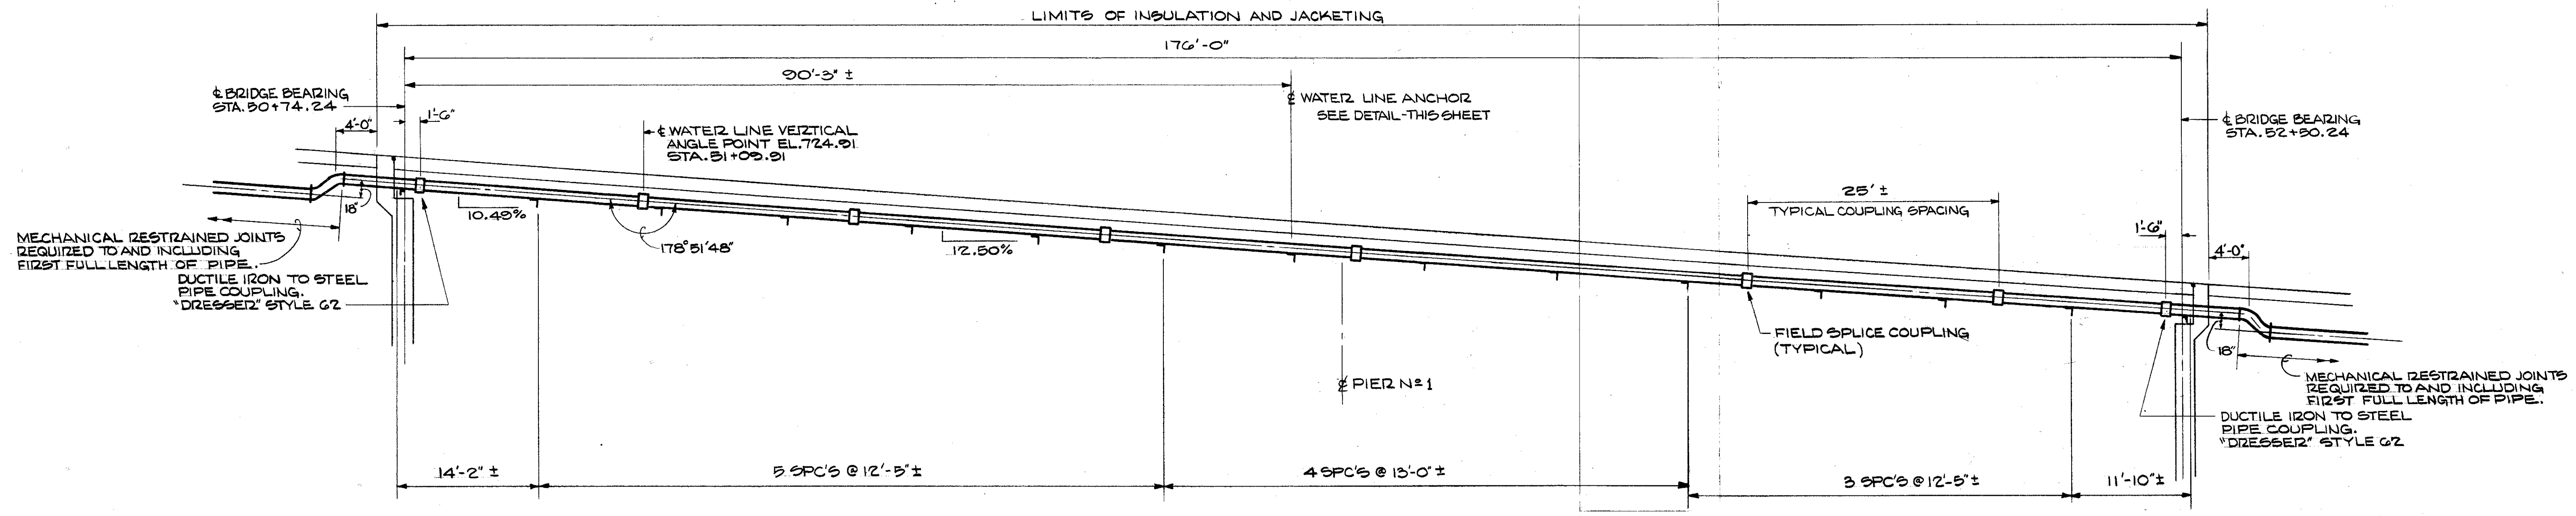 LIMITS OF INSULATION AND JACKETING
176'-0"
90'-3" ±
℄ BRIDGE BEARING
STA. 50+74.24
1'-6"
4'-0"
℄ WATER LINE VERTICAL
ANGLE POINT EL. 724.91
STA. 51+09.91
℄ WATER LINE ANCHOR
SEE DETAIL-THIS SHEET
℄ BRIDGE BEARING
STA. 52+50.24
18"
10.49%
178°51'48"
12.50%
25' ±
TYPICAL COUPLING SPACING
1'-6"
4'-0"
MECHANICAL RESTRAINED JOINTS
REQUIRED TO AND INCLUDING
FIRST FULL LENGTH OF PIPE.
DUCTILE IRON TO STEEL
PIPE COUPLING.
"DRESSER" STYLE 62
FIELD SPLICE COUPLING
(TYPICAL)
℄ PIER Nº 1
18"
MECHANICAL RESTRAINED JOINTS
REQUIRED TO AND INCLUDING
FIRST FULL LENGTH OF PIPE.
DUCTILE IRON TO STEEL
PIPE COUPLING.
"DRESSER" STYLE 62
14'-2" ±
5 SPC'S @ 12'-5" ±
4 SPC'S @ 13'-0" ±
3 SPC'S @ 12'-5" ±
11'-10" ±